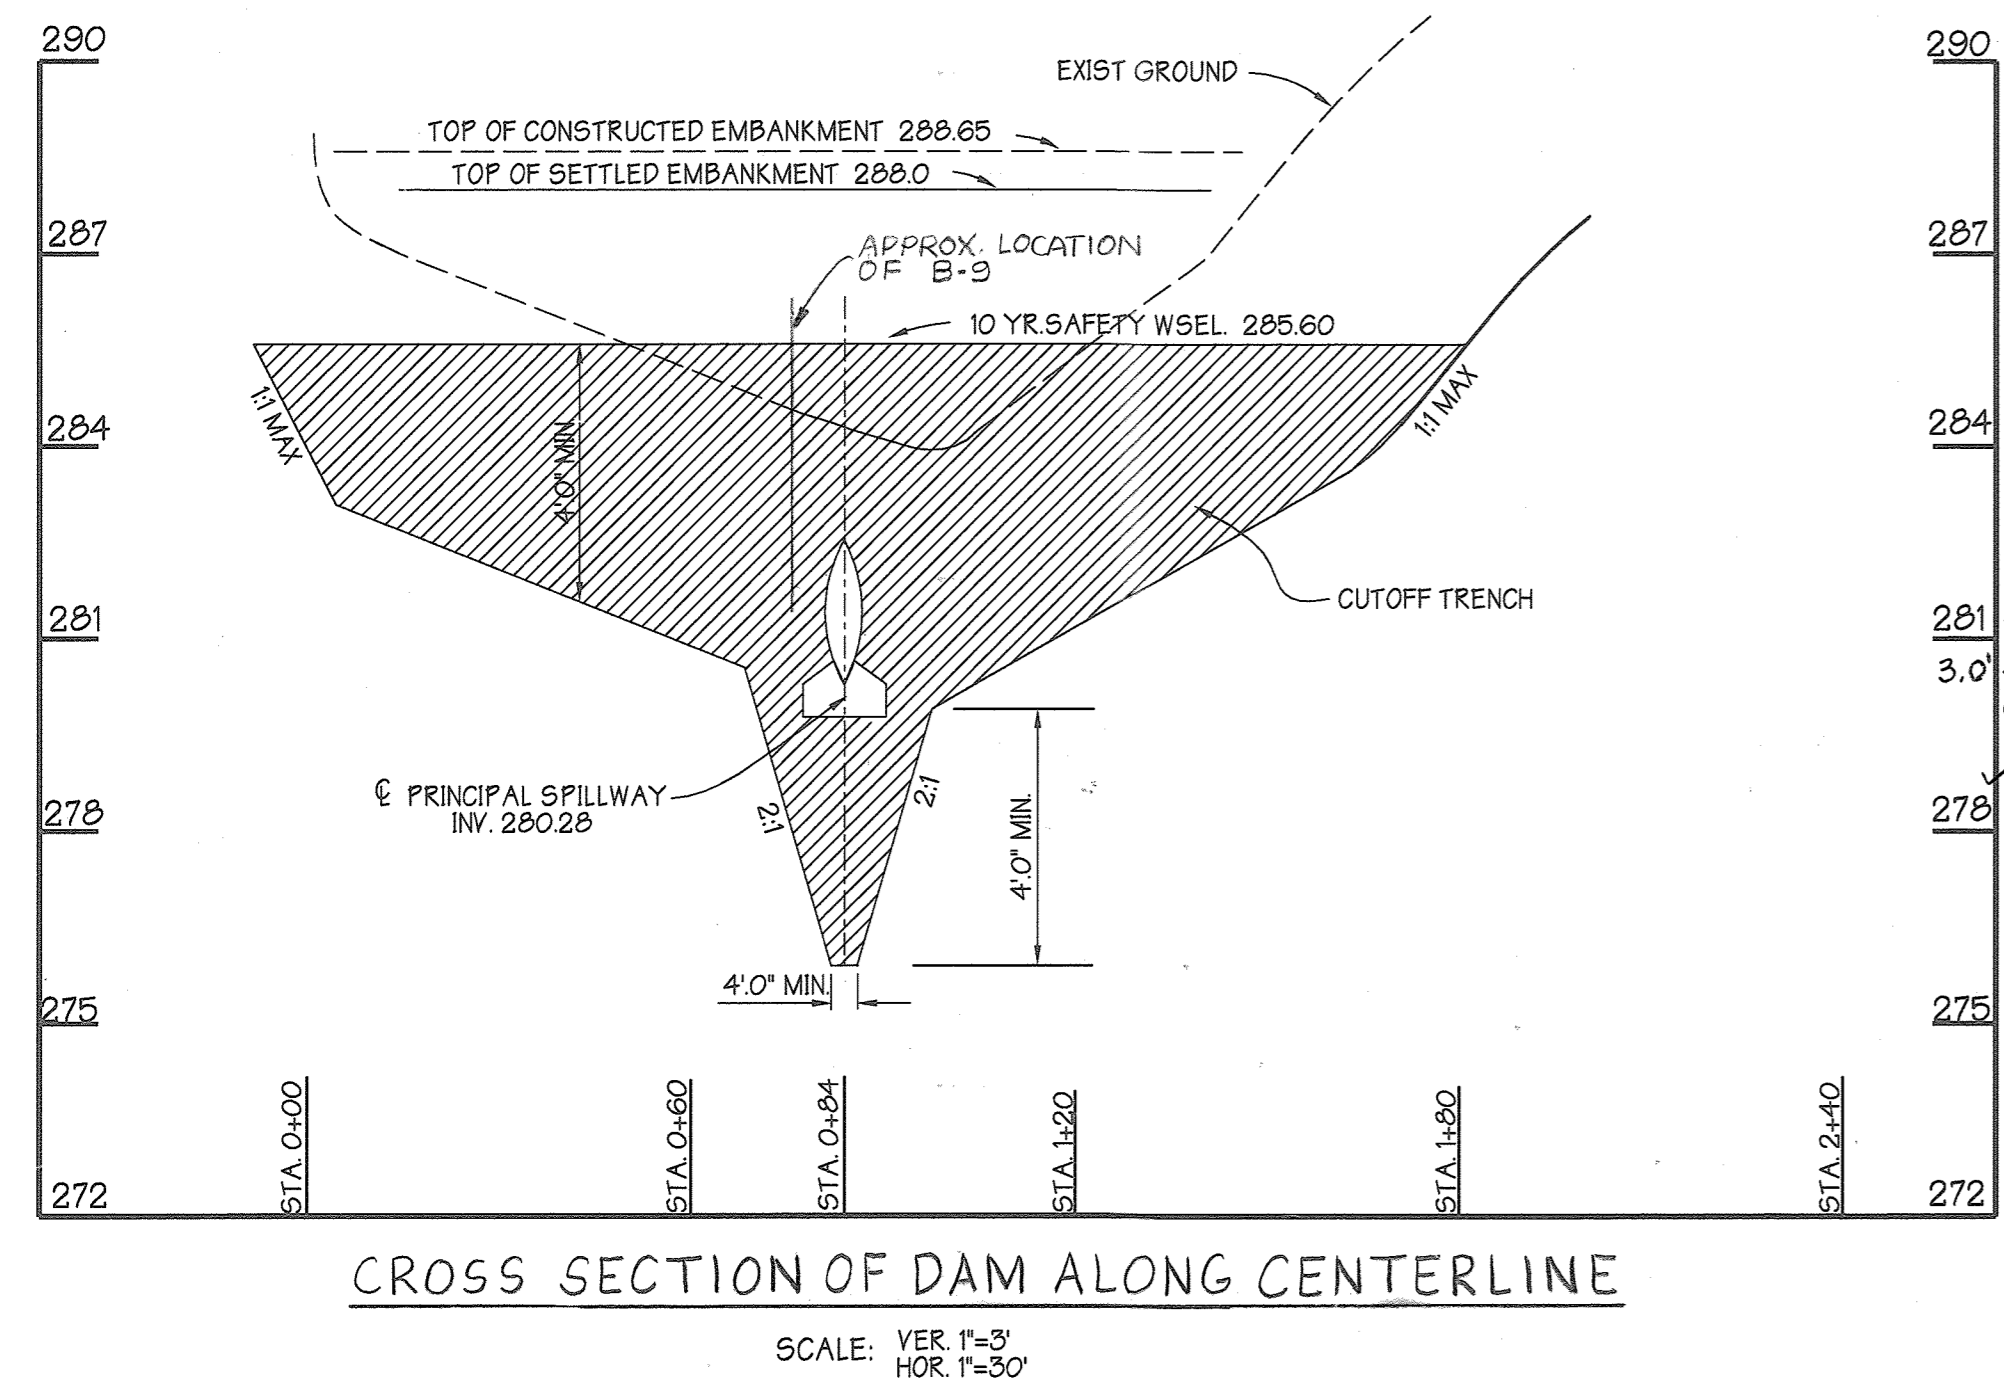 290
290
EXIST GROUND
TOP OF CONSTRUCTED EMBANKMENT 288.65
TOP OF SETTLED EMBANKMENT 288.0
287
287
APPROX. LOCATION
OF B-9
10 YR.SAFETY WSEL. 285.60
1:1 MAX
4'.0" MIN.
1:1 MAX
284
284
CUTOFF TRENCH
281
281
3.0'
℄ PRINCIPAL SPILLWAY
INV. 280.28
2:1
2:1
4'.0" MIN.
278
278
4'.0" MIN.
275
275
STA. 0+00
STA. 0+60
STA. 0+84
STA. 1+20
STA. 1+80
STA. 2+40
272
272
CROSS SECTION OF DAM ALONG CENTERLINE
SCALE: VER. 1"=3'
HOR. 1"=30'